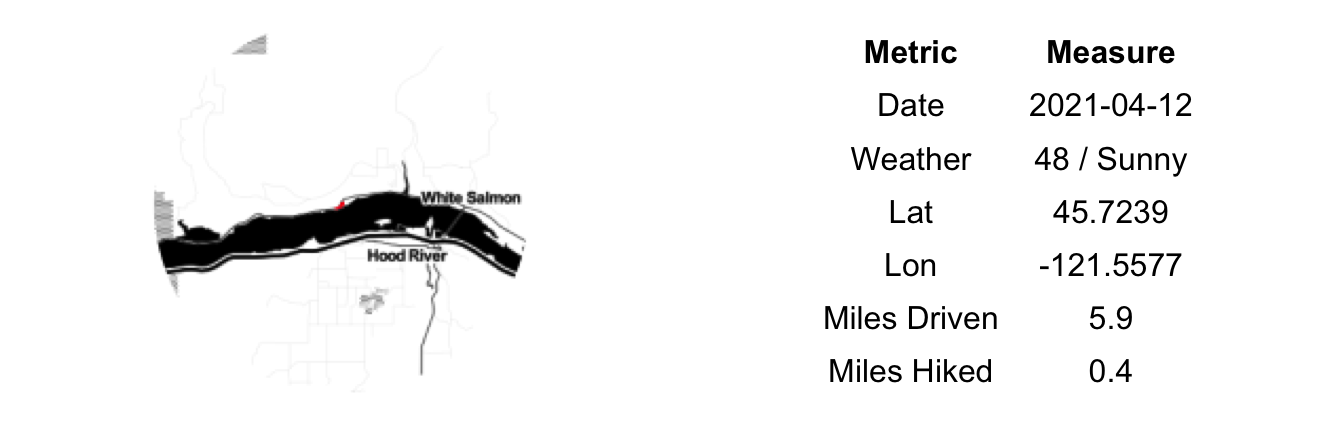 White Salmon
Hood River
Metric Measure
Date 2021-04-12
Weather 48 / Sunny
Lat 45.7239
Lon -121.5577
Miles Driven 5.9
Miles Hiked 0.4